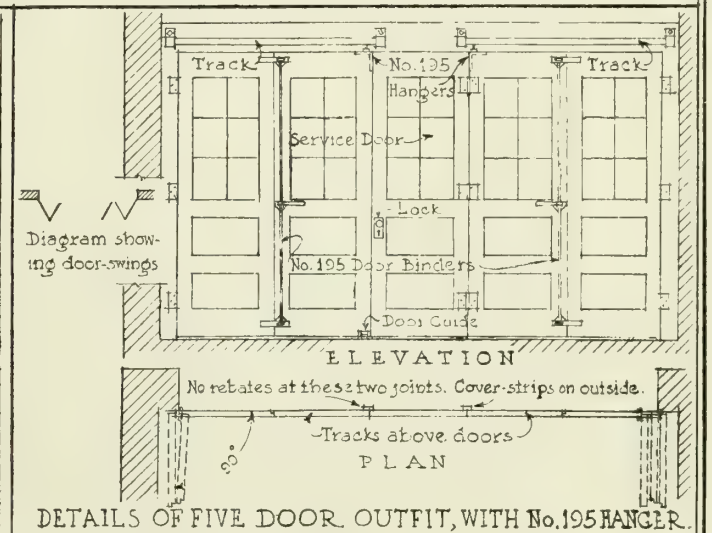 Track
No.195
Hangers
Track
Service Door
Lock
Diagram show-
ing door-swings
No.195 Door Binders
Door Guide
ELEVATION
No rebates at these two joints. Cover-strips on outside.
Tracks above doors
90°
PLAN
DETAILS OF FIVE DOOR OUTFIT, WITH No.195 HANGER.